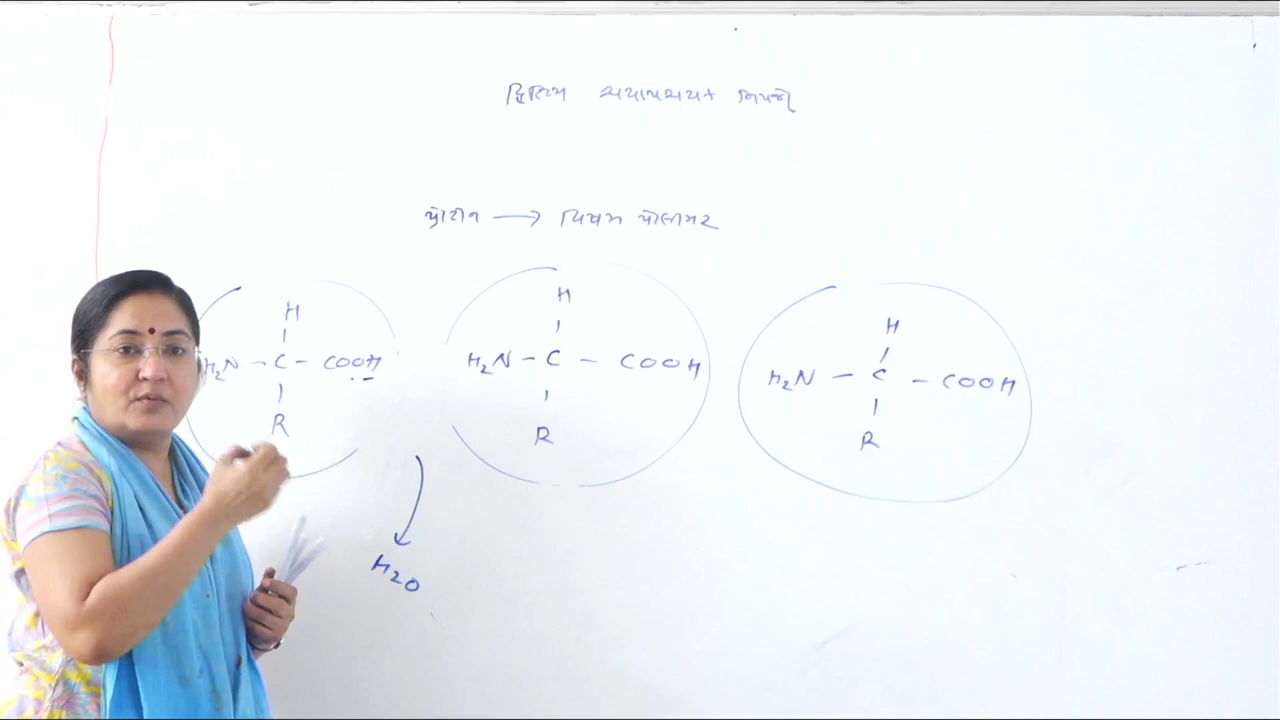 દ્વિતિય ચયાપચયક નિપજો
પ્રોટીન → વિષમ પોલીમર
H H H
H₂N – C – COOH H₂N – C – COOH H₂N – C – COOH
R R R
H₂O